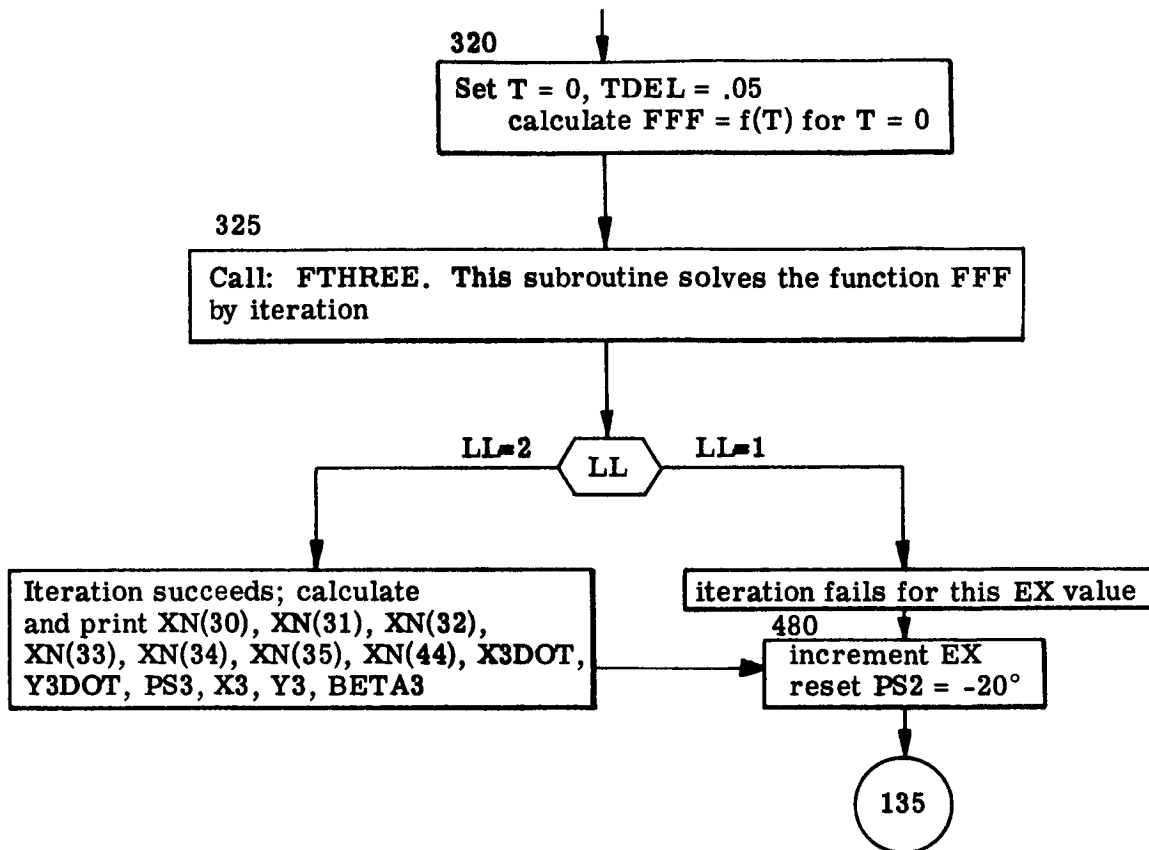 320
Set T = 0, TDEL = .05
calculate FFF = f(T) for T = 0
325
Call: FTHREE. This subroutine solves the function FFF
by iteration
LL=2
LL
LL=1
Iteration succeeds; calculate
and print XN(30), XN(31), XN(32),
XN(33), XN(34), XN(35), XN(44), X3DOT,
Y3DOT, PS3, X3, Y3, BETA3
iteration fails for this EX value
480
increment EX
reset PS2 = -20°
135